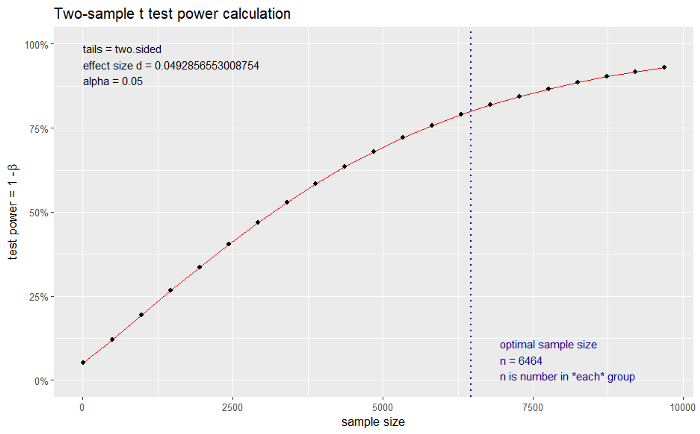 Two-sample t test power calculation
tails = two.sided
effect size d = 0.0492856553008754
alpha = 0.05
100%
75%
50%
25%
0%
test power = 1 -β
optimal sample size
n = 6464
n is number in *each* group
0 2500 5000 7500 10000
sample size